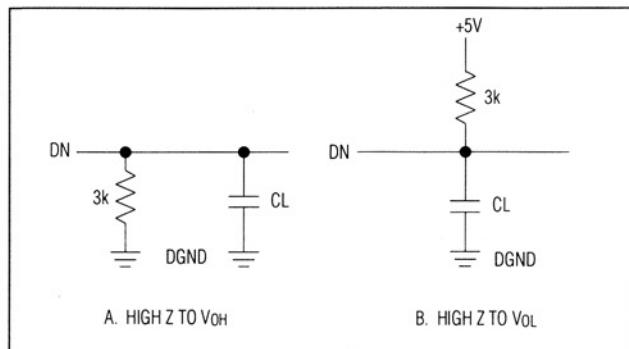 +5V
3k
DN
3k
CL
DGND
A. HIGH Z TO VOH
DN
CL
DGND
B. HIGH Z TO VOL